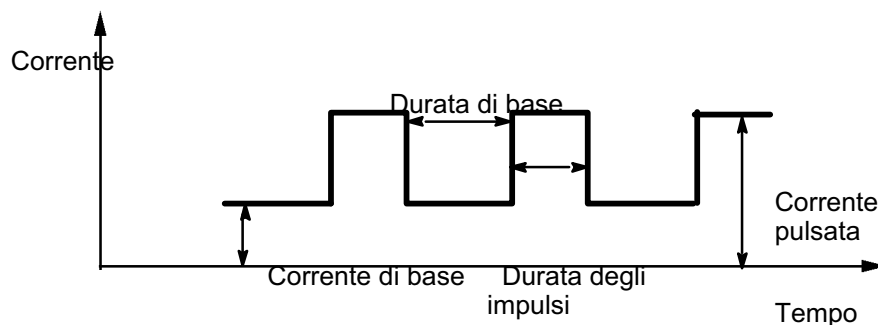 Corrente
Durata di base
Corrente
pulsata
Corrente di base
Durata degli
impulsi
Tempo